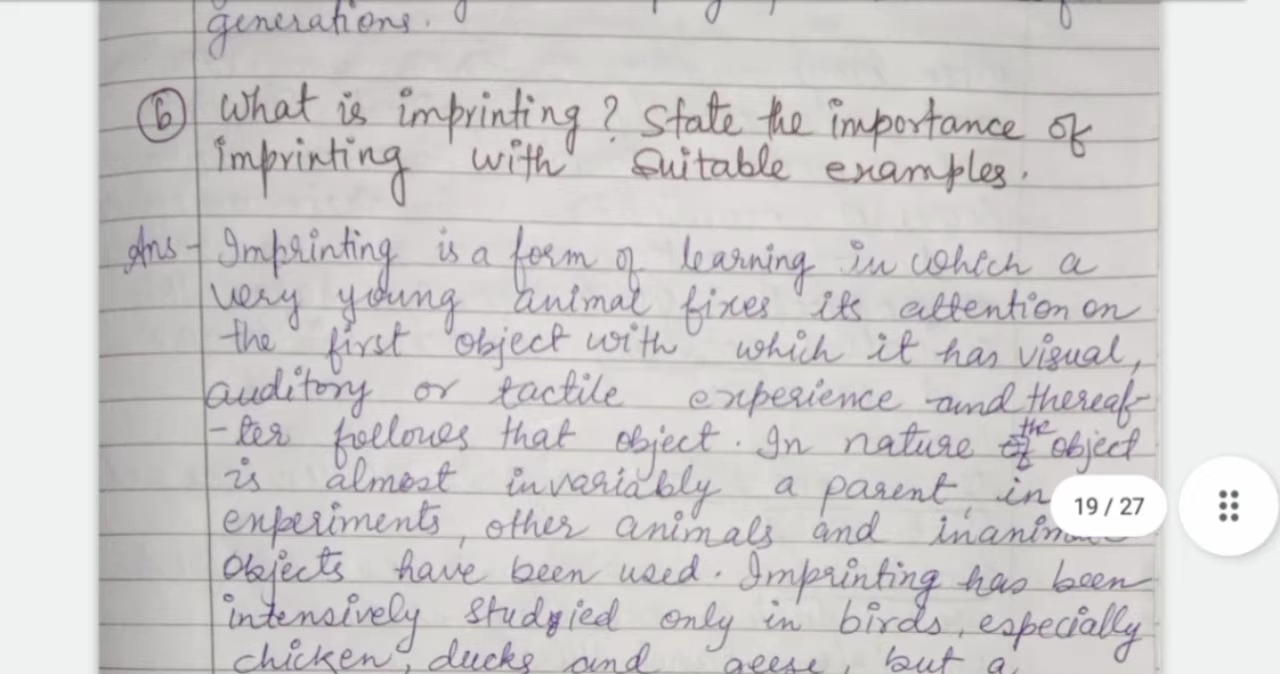 generations.
6 What is imprinting? State the importance of
imprinting with suitable examples.
Ans - Imprinting is a form of learning in which a
very young animal fixes its attention on
the first object with which it has visual,
auditory or tactile experience and thereaf-
-ter follows that object. In nature the object
is almost invariably a parent, in
19 / 27
experiments, other animals and
objects have been used. Imprinting has been
intensively studied only in birds, especially
chicken, ducks and geese, but a